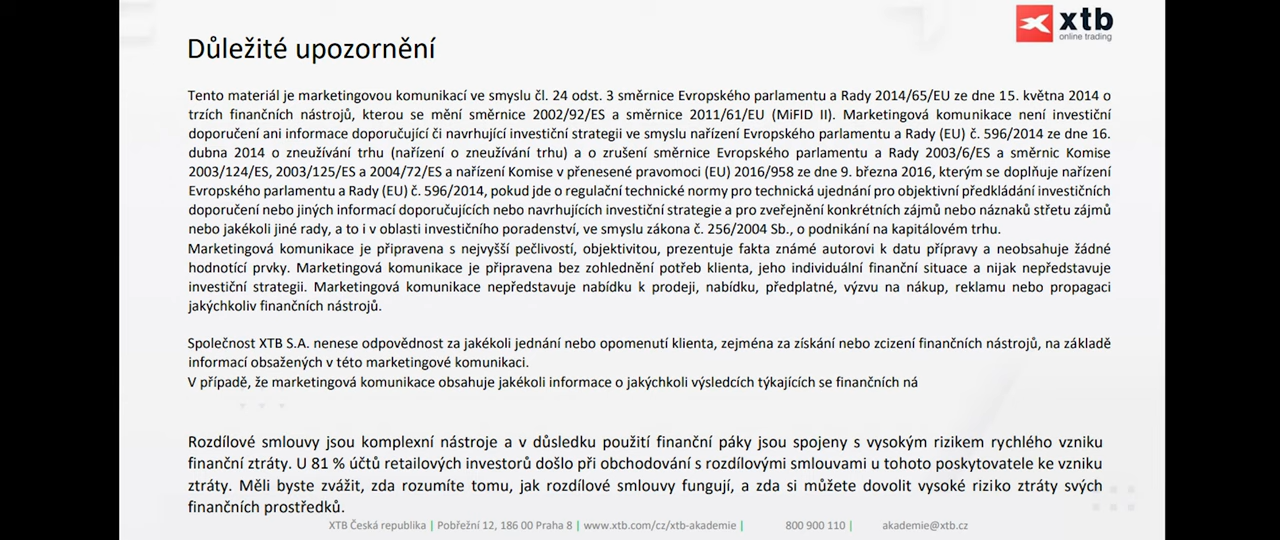 xtb
online trading
Důležité upozornění
Tento materiál je marketingovou komunikací ve smyslu čl. 24 odst. 3 směrnice Evropského parlamentu a Rady 2014/65/EU ze dne 15. května 2014 o
trzích finančních nástrojů, kterou se mění směrnice 2002/92/ES a směrnice 2011/61/EU (MiFID II). Marketingová komunikace není investiční
doporučení ani informace doporučující či navrhující investiční strategii ve smyslu nařízení Evropského parlamentu a Rady (EU) č. 596/2014 ze dne 16.
dubna 2014 o zneužívání trhu (nařízení o zneužívání trhu) a o zrušení směrnice Evropského parlamentu a Rady 2003/6/ES a směrnic Komise
2003/124/ES, 2003/125/ES a 2004/72/ES a nařízení Komise v přenesené pravomoci (EU) 2016/958 ze dne 9. března 2016, kterým se doplňuje nařízení
Evropského parlamentu a Rady (EU) č. 596/2014, pokud jde o regulační technické normy pro technická ujednání pro objektivní předkládání investičních
doporučení nebo jiných informací doporučujících nebo navrhujících investiční strategie a pro zveřejnění konkrétních zájmů nebo náznaků střetu zájmů
nebo jakékoli jiné rady, a to i v oblasti investičního poradenství, ve smyslu zákona č. 256/2004 Sb., o podnikání na kapitálovém trhu.
Marketingová komunikace je připravena s nejvyšší pečlivostí, objektivitou, prezentuje fakta známé autorovi k datu přípravy a neobsahuje žádné
hodnotící prvky. Marketingová komunikace je připravena bez zohlednění potřeb klienta, jeho individuální finanční situace a nijak nepředstavuje
investiční strategii. Marketingová komunikace nepředstavuje nabídku k prodeji, nabídku, předplatné, výzvu na nákup, reklamu nebo propagaci
jakýchkoliv finančních nástrojů.
Společnost XTB S.A. nenese odpovědnost za jakékoli jednání nebo opomenutí klienta, zejména za získání nebo zcizení finančních nástrojů, na základě
informací obsažených v této marketingové komunikaci.
V případě, že marketingová komunikace obsahuje jakékoli informace o jakýchkoli výsledcích týkajících se finančních ná
Rozdílové smlouvy jsou komplexní nástroje a v důsledku použití finanční páky jsou spojeny s vysokým rizikem rychlého vzniku
finanční ztráty. U 81 % účtů retailových investorů došlo při obchodování s rozdílovými smlouvami u tohoto poskytovatele ke vzniku
ztráty. Měli byste zvážit, zda rozumíte tomu, jak rozdílové smlouvy fungují, a zda si můžete dovolit vysoké riziko ztráty svých
finančních prostředků.
XTB Česká republika | Pobřežní 12, 186 00 Praha 8 | www.xtb.com/cz/xtb-akademie | 800 900 110 | akademie@xtb.cz